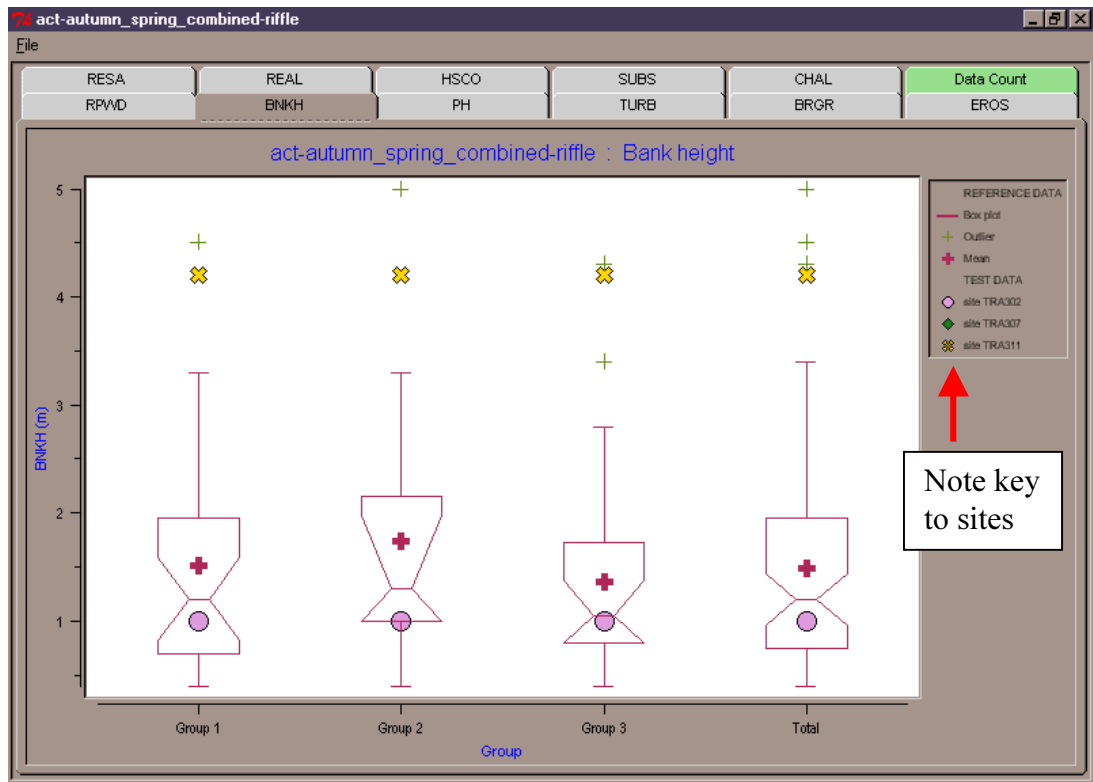 act-autumn_spring_combined-riffle
File
RESA REAL HSCO SUBS CHAL Data Count
RPWD BNKH PH TURB BRGR EROS
act-autumn_spring_combined-riffle : Bank height
REFERENCE DATA
Box plot
Outlier
Mean
TEST DATA
site TRA302
site TRA307
site TRA311
Note key
to sites
5
4
3
2
1
BNKH (m)
Group 1 Group 2 Group 3 Total
Group